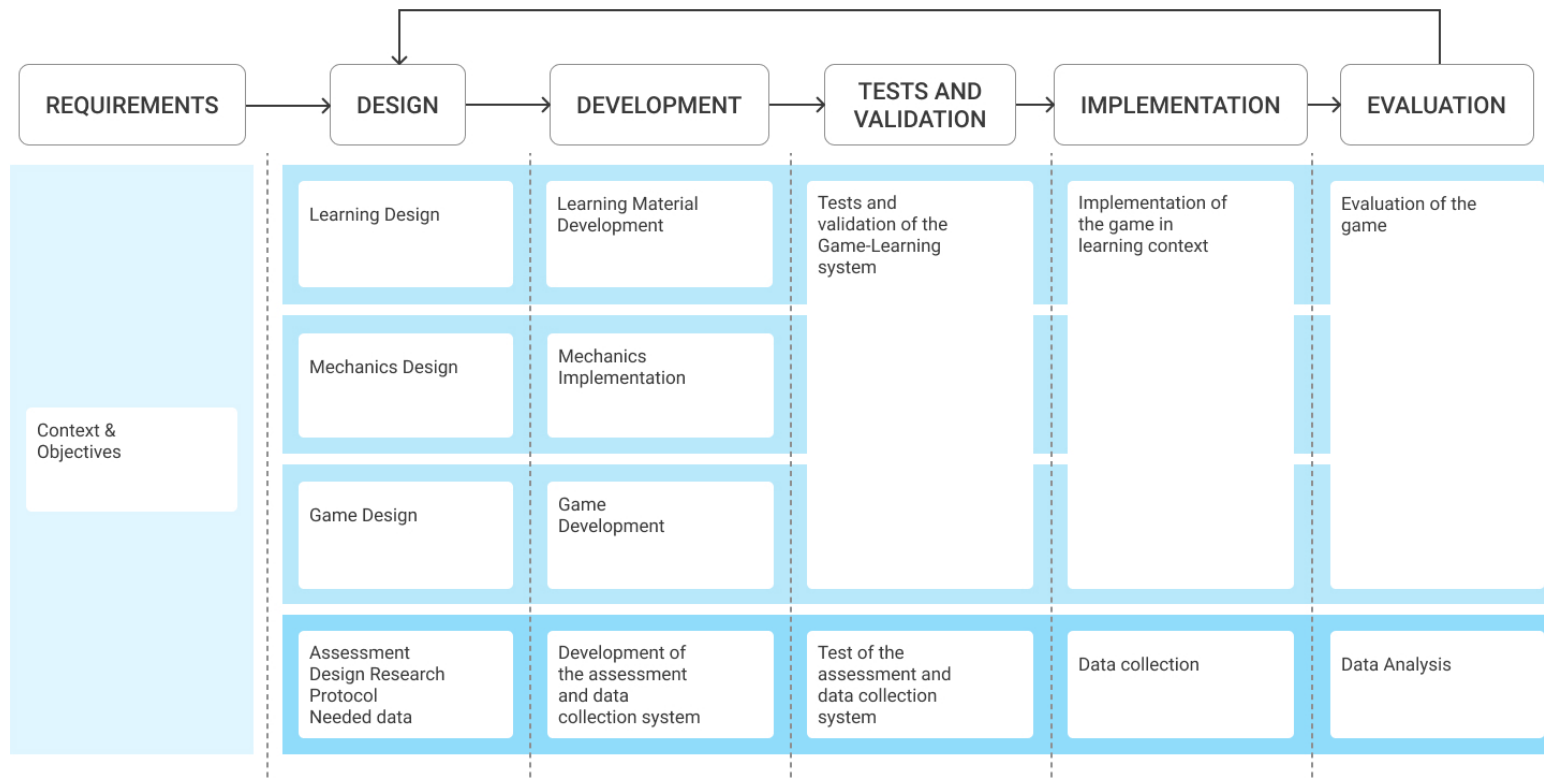 REQUIREMENTS
DESIGN
DEVELOPMENT
TESTS AND
VALIDATION
IMPLEMENTATION
EVALUATION
Learning Design
Learning Material
Development
Tests and
validation of the
Game-Learning
system
Implementation of
the game in
learning context
Evaluation of the
game
Mechanics Design
Mechanics
Implementation
Context &
Objectives
Game Design
Game
Development
Assessment
Design Research
Protocol
Needed data
Development of
the assessment
and data
collection system
Test of the
assessment and
data collection
system
Data collection
Data Analysis